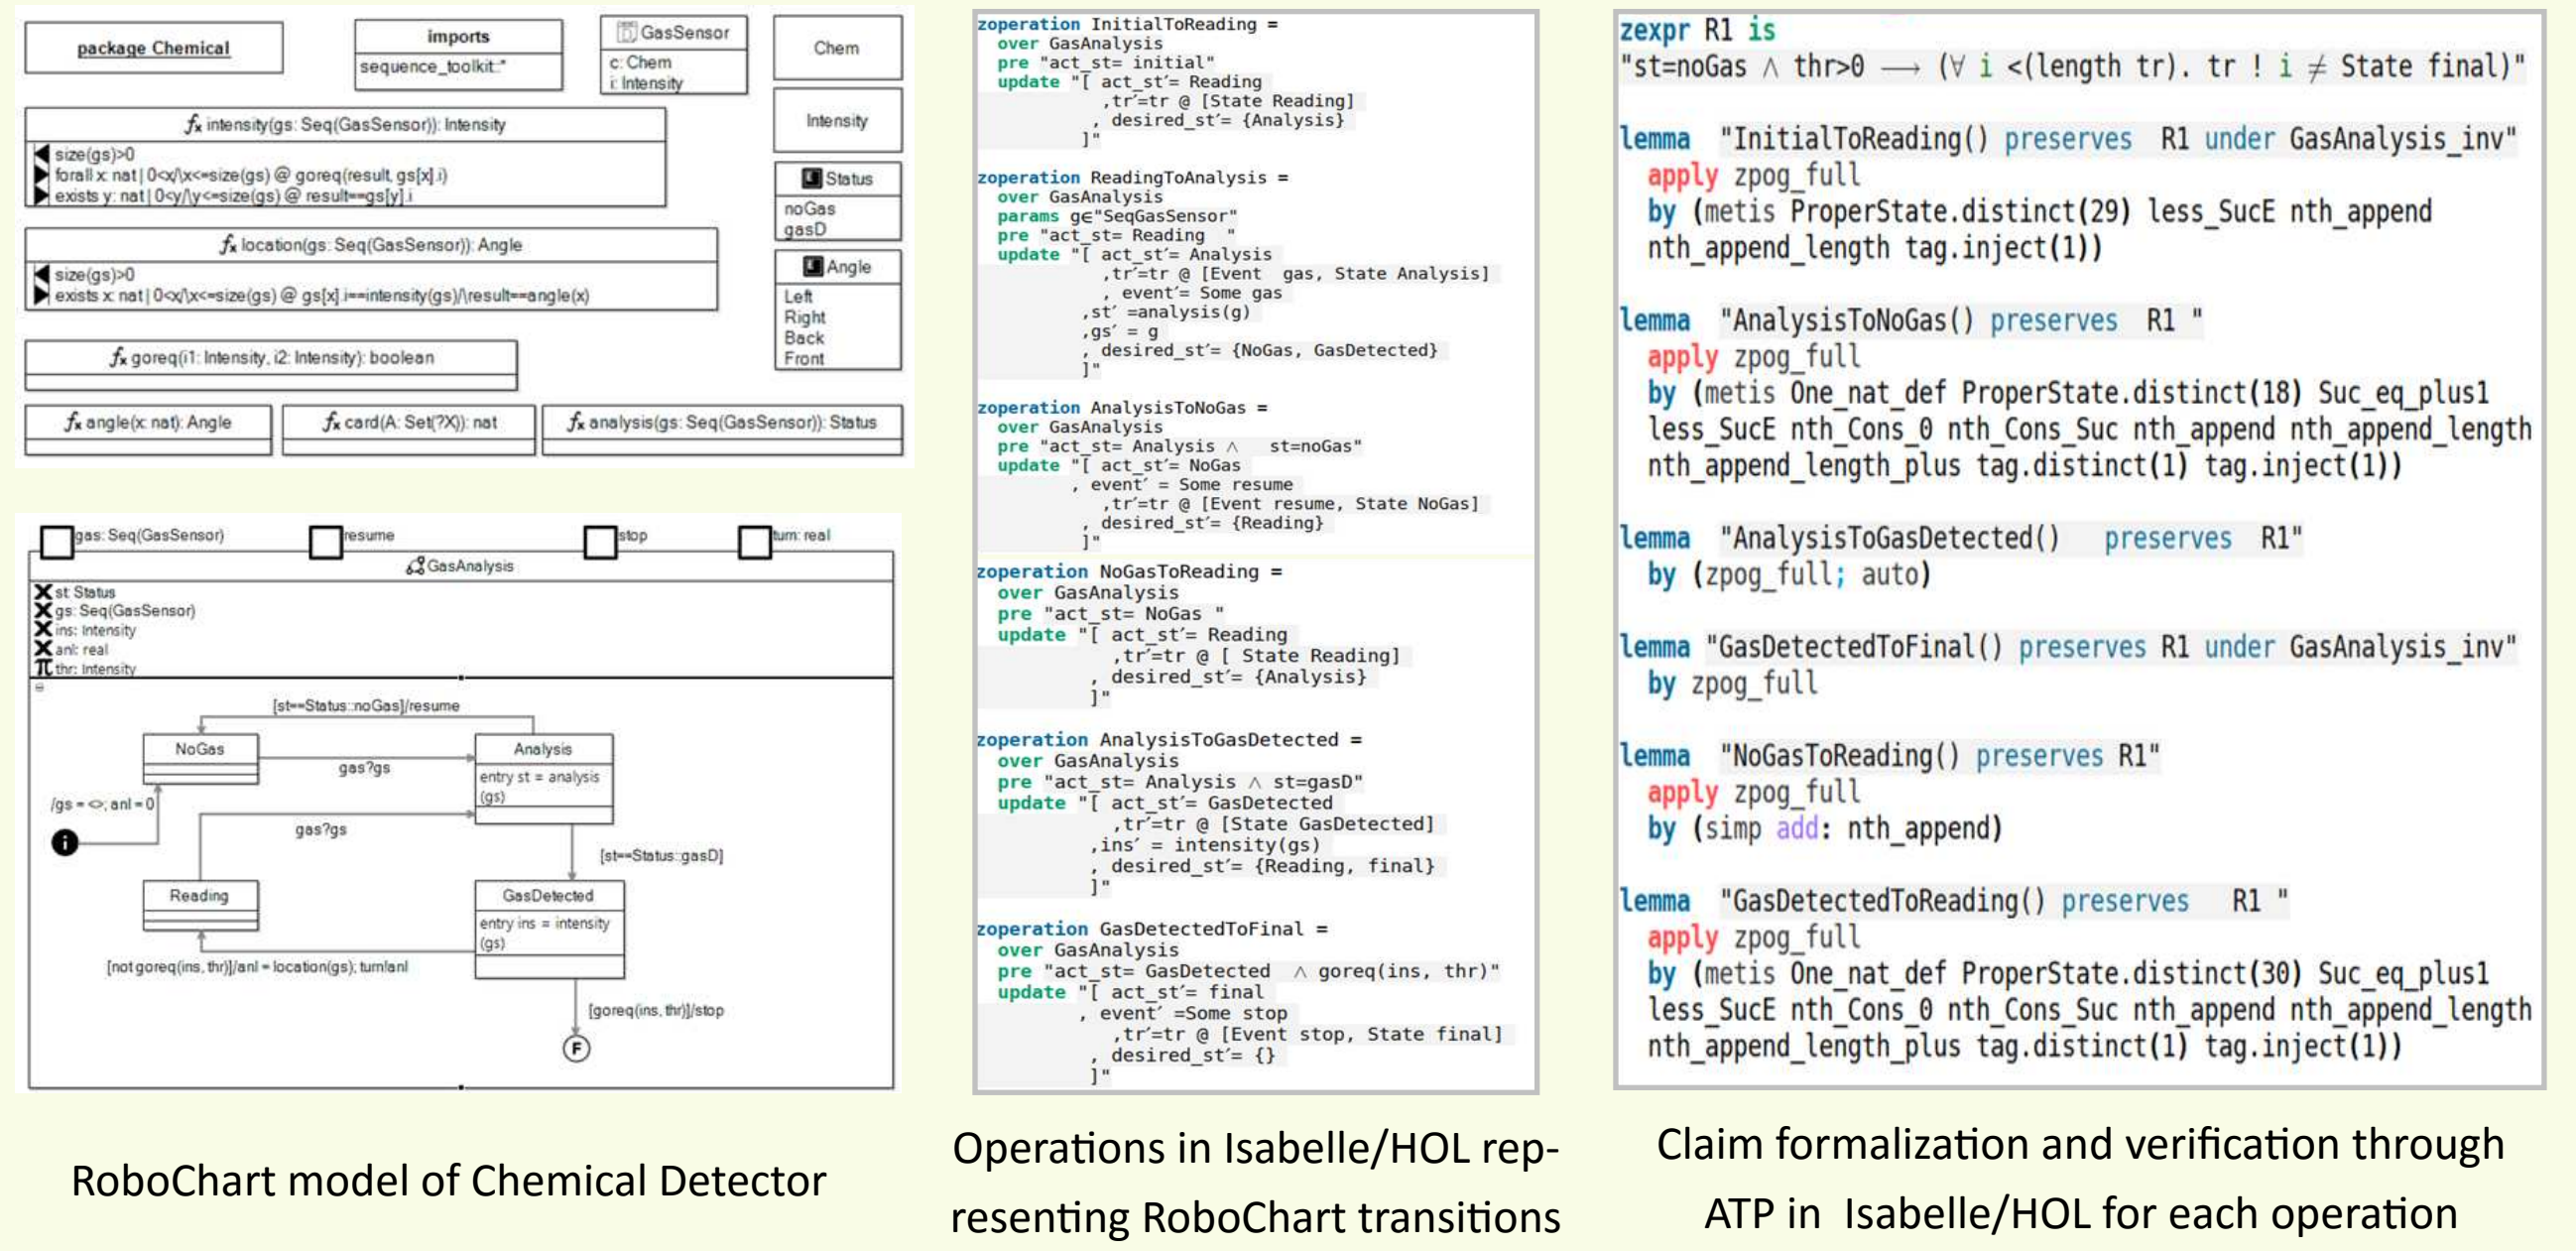 package Chemical
imports
sequence_toolkit::*
GasSensor
c: Chem
i: Intensity
Chem
Intensity
fx intensity(gs: Seq(GasSensor)): Intensity
size(gs)>0
forall x: nat | 0<x/\x<=size(gs) @ goreq(result, gs[x].i)
exists y: nat | 0<y/\y<=size(gs) @ result==gs[y].i
Status
noGas
gasD
fx location(gs: Seq(GasSensor)): Angle
size(gs)>0
exists x: nat | 0<x/\x<=size(gs) @ gs[x].i==intensity(gs)/\result==angle(x)
Angle
Left
Right
Back
Front
fx goreq(i1: Intensity, i2: Intensity): boolean
fx angle(x: nat): Angle
fx card(A: Set(?X)): nat
fx analysis(gs: Seq(GasSensor)): Status
gas: Seq(GasSensor)
resume
stop
turn: real
GasAnalysis
st: Status
gs: Seq(GasSensor)
ins: Intensity
anl: real
thr: Intensity
[st==Status::noGas]/resume
NoGas
Analysis
entry st = analysis
(gs)
gas?gs
/gs = <>; anl = 0
i
gas?gs
[st==Status::gasD]
Reading
GasDetected
entry ins = intensity
(gs)
[not goreq(ins, thr)]/anl = location(gs); turn!anl
[goreq(ins, thr)]/stop
F
RoboChart model of Chemical Detector
zoperation InitialToReading =
over GasAnalysis
pre "act_st= initial"
update "[ act_st′= Reading
,tr′=tr @ [State Reading]
, desired_st′= {Analysis}
]"
zoperation ReadingToAnalysis =
over GasAnalysis
params g∈"SeqGasSensor"
pre "act_st= Reading "
update "[ act_st′= Analysis
,tr′=tr @ [Event gas, State Analysis]
, event′= Some gas
,st′ =analysis(g)
,gs′ = g
, desired_st′= {NoGas, GasDetected}
]"
zoperation AnalysisToNoGas =
over GasAnalysis
pre "act_st= Analysis ∧ st=noGas"
update "[ act_st′= NoGas
, event′ = Some resume
,tr′=tr @ [Event resume, State NoGas]
, desired_st′= {Reading}
]"
zoperation NoGasToReading =
over GasAnalysis
pre "act_st= NoGas "
update "[ act_st′= Reading
,tr′=tr @ [ State Reading]
, desired_st′= {Analysis}
]"
zoperation AnalysisToGasDetected =
over GasAnalysis
pre "act_st= Analysis ∧ st=gasD"
update "[ act_st′= GasDetected
,tr′=tr @ [State GasDetected]
,ins′ = intensity(gs)
, desired_st′= {Reading, final}
]"
zoperation GasDetectedToFinal =
over GasAnalysis
pre "act_st= GasDetected ∧ goreq(ins, thr)"
update "[ act_st′= final
, event′ =Some stop
,tr′=tr @ [Event stop, State final]
, desired_st′= {}
]"
Operations in Isabelle/HOL rep-
resenting RoboChart transitions
zexpr R1 is
"st=noGas ∧ thr>0 ⟶ (∀ i <(length tr). tr ! i ≠ State final)"
lemma "InitialToReading() preserves R1 under GasAnalysis_inv"
apply zpog_full
by (metis ProperState.distinct(29) less_SucE nth_append
nth_append_length tag.inject(1))
lemma "AnalysisToNoGas() preserves R1 "
apply zpog_full
by (metis One_nat_def ProperState.distinct(18) Suc_eq_plus1
less_SucE nth_Cons_0 nth_Cons_Suc nth_append nth_append_length
nth_append_length_plus tag.distinct(1) tag.inject(1))
lemma "AnalysisToGasDetected() preserves R1"
by (zpog_full; auto)
lemma "GasDetectedToFinal() preserves R1 under GasAnalysis_inv"
by zpog_full
lemma "NoGasToReading() preserves R1"
apply zpog_full
by (simp add: nth_append)
lemma "GasDetectedToReading() preserves R1 "
apply zpog_full
by (metis One_nat_def ProperState.distinct(30) Suc_eq_plus1
less_SucE nth_Cons_0 nth_Cons_Suc nth_append nth_append_length
nth_append_length_plus tag.distinct(1) tag.inject(1))
Claim formalization and verification through
ATP in Isabelle/HOL for each operation